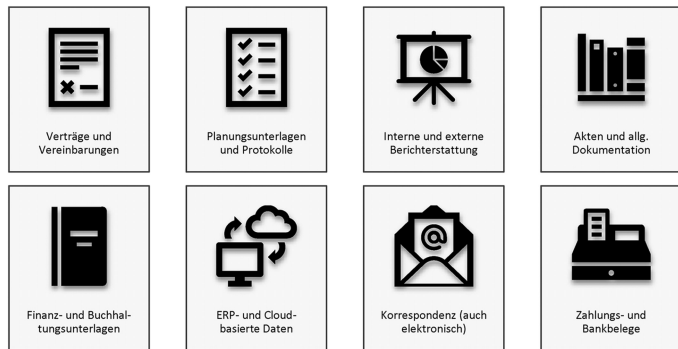 Verträge und
Vereinbarungen
Planungsunterlagen
und Protokolle
Interne und externe
Berichterstattung
Akten und allg.
Dokumentation
@
Finanz- und Buchhal-
tungsunterlagen
ERP- und Cloud-
basierte Daten
Korrespondenz (auch
elektronisch)
Zahlungs- und
Bankbelege